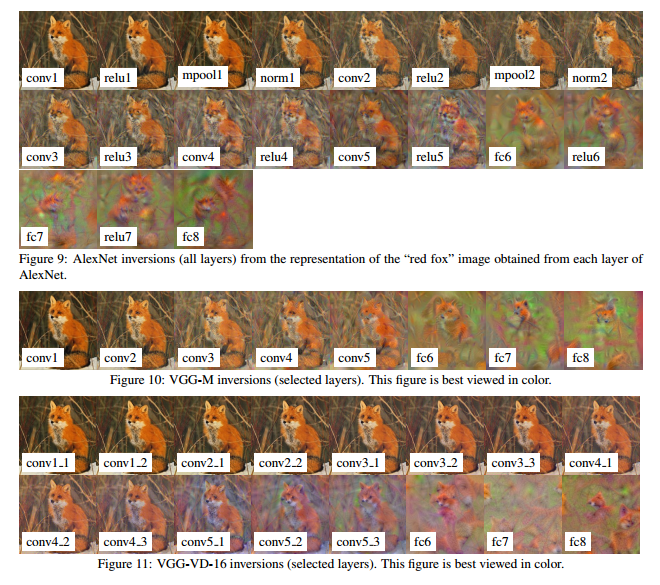 conv1 relu1 mpool1 norm1 conv2 relu2 mpool2 norm2
conv3 relu3 conv4 relu4 conv5 relu5 fc6 relu6
fc7 relu7 fc8
Figure 9: AlexNet inversions (all layers) from the representation of the “red fox” image obtained from each layer of
AlexNet.
conv1 conv2 conv3 conv4 conv5 fc6 fc7 fc8
Figure 10: VGG-M inversions (selected layers). This figure is best viewed in color.
conv1_1 conv1_2 conv2_1 conv2_2 conv3_1 conv3_2 conv3_3 conv4_1
conv4_2 conv4_3 conv5_1 conv5_2 conv5_3 fc6 fc7 fc8
Figure 11: VGG-VD-16 inversions (selected layers). This figure is best viewed in color.